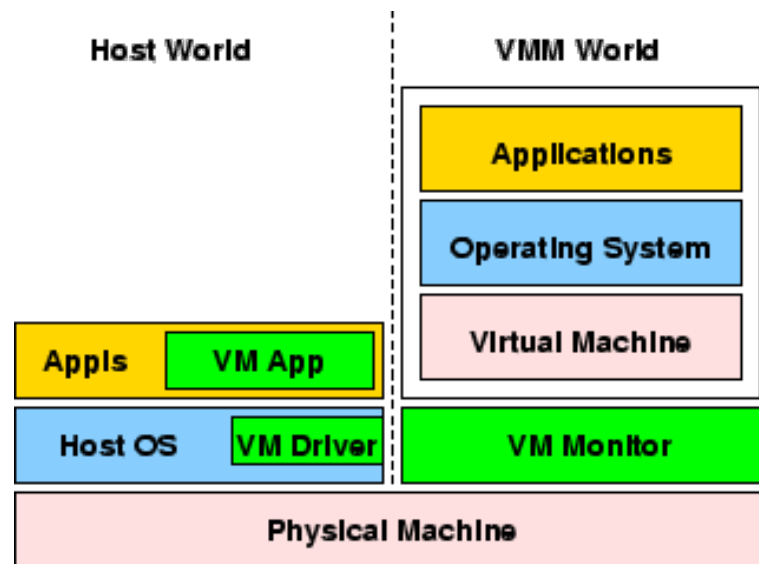 Host World
VMM World
Applications
Operating System
Virtual Machine
Appls
VM App
Host OS
VM Driver
VM Monitor
Physical Machine